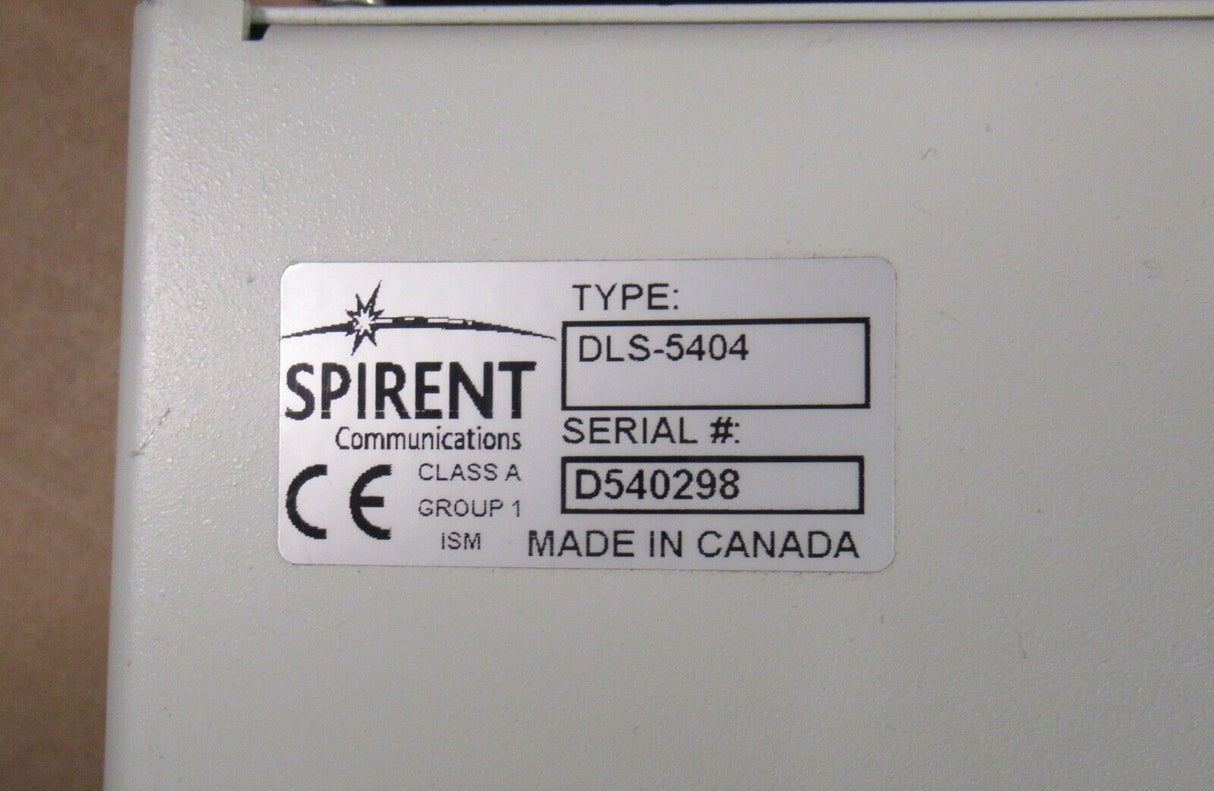 SPIRENT
Communications
CE
CLASS A
GROUP 1
ISM
TYPE:
DLS-5404
SERIAL #:
D540298
MADE IN CANADA